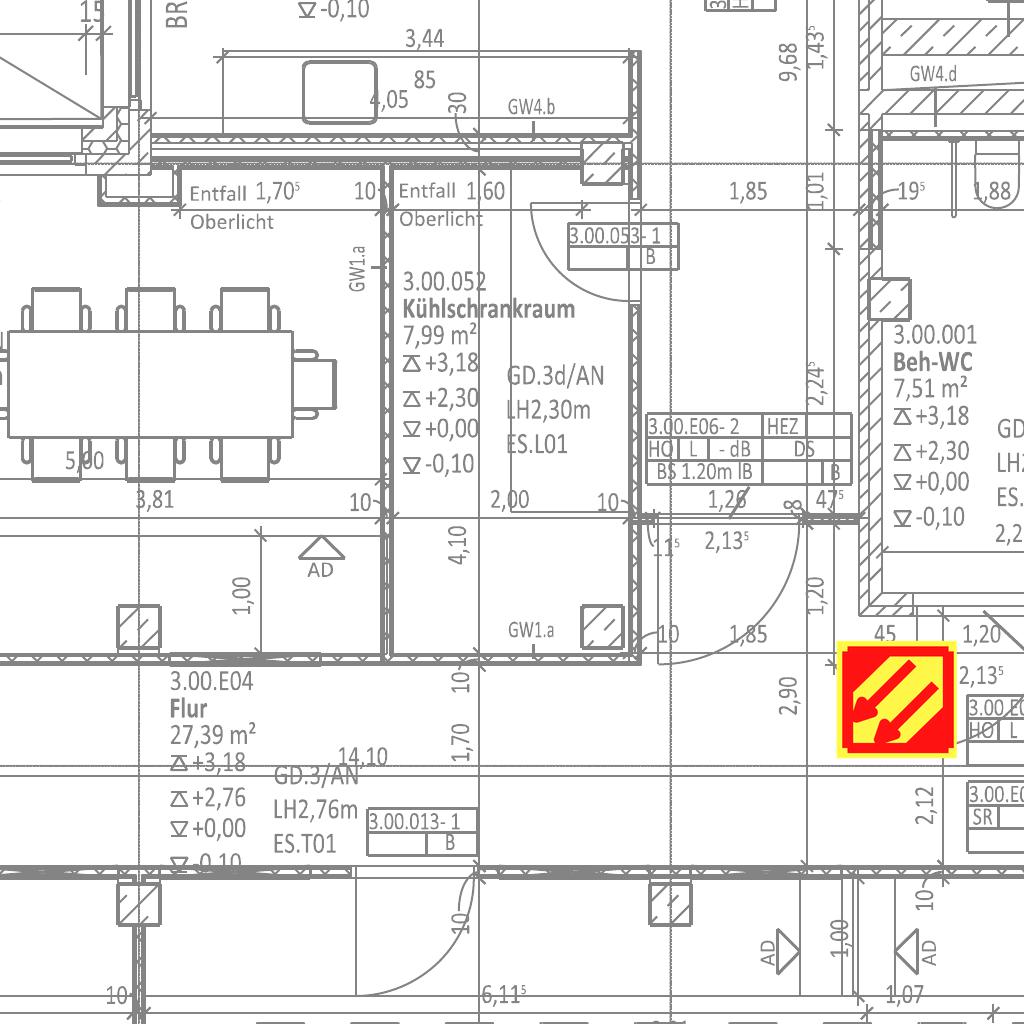 15
BR
-0,10
3,44
85
4,05
30
GW4.b
9,68
1,43⁵
GW4.d
Entfall 1,70⁵
Oberlicht
10
Entfall 1,60
Oberlicht
1,85
1,01
19⁵
1,88
GW1.a
3.00.053- 1
B
3.00.052
Kühlschrankraum
7,99 m²
+3,18
+2,30
+0,00
-0,10
GD.3d/AN
LH2,30m
ES.L01
2,24⁵
3.00.001
Beh-WC
7,51 m²
+3,18
+2,30
+0,00
-0,10
GD
ES.
2,2
3.00.E06- 2 HEZ
HO L - dB DS
BS 1.20m lB B
5,60
3,81
10
2,00
10
1,26
8
47⁵
11⁵
2,13⁵
AD
1,00
4,10
1,20
GW1.a
10
1,85
45
1,20
3.00.E04
Flur
27,39 m²
+3,18
+2,76
+0,00
-0,10
10
1,70
2,90
2,13⁵
3.00.E0
HO L
14,10
GD.3/AN
LH2,76m
ES.T01
3.00.013- 1
B
2,12
3.00.E0
SR
10
10
AD
1,00
AD
10
6,11⁵
1,07